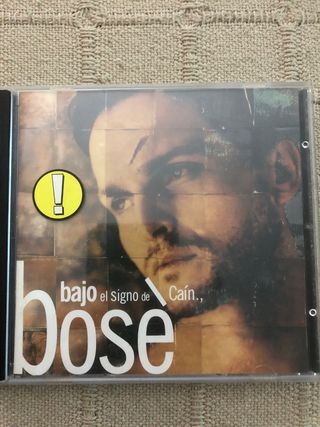 !
bajo el signo de Caín.,
bosè